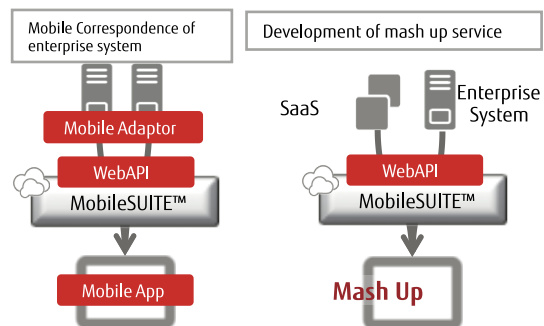 Mobile Correspondence of
enterprise system
Mobile Adaptor
WebAPI
MobileSUITE™
Mobile App
Development of mash up service
SaaS
Enterprise
System
WebAPI
MobileSUITE™
Mash Up